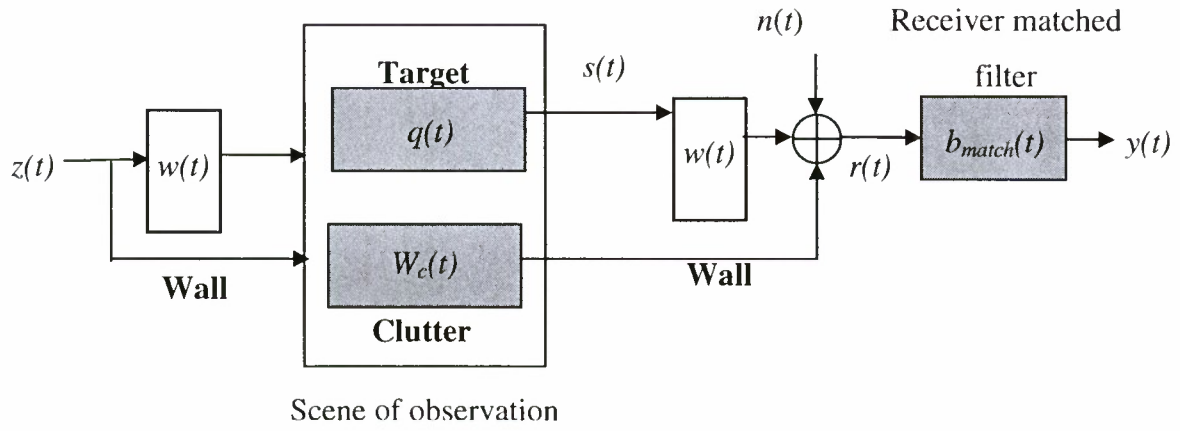 n(t)
Receiver matched
filter
Target
s(t)
q(t)
z(t)
w(t)
w(t)
r(t)
b_match(t)
y(t)
Wall
W_c(t)
Wall
Clutter
Scene of observation